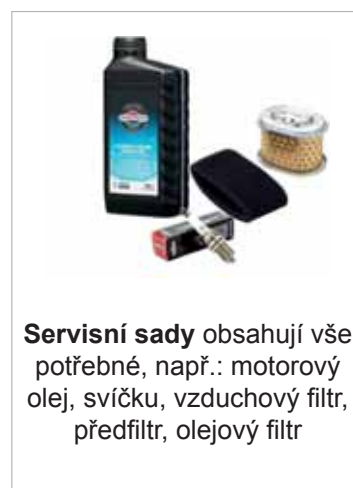 Servisní sady obsahují vše
potřebné, např.: motorový
olej, svíčku, vzduchový filtr,
předfiltr, olejový filtr